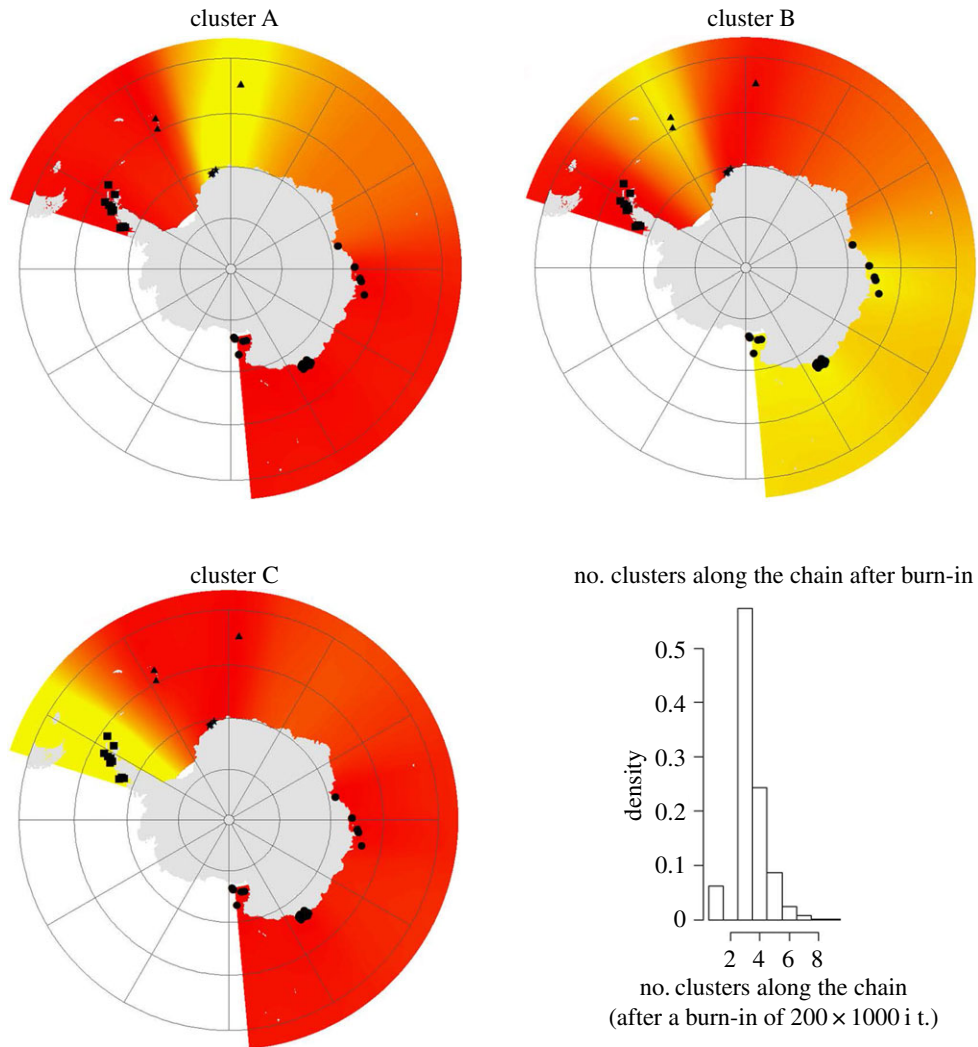 cluster A
cluster B
cluster C
no. clusters along the chain after burn-in
0.5
0.4
0.3
0.2
0.1
0
density
2 4 6 8
no. clusters along the chain
(after a burn-in of 200 × 1000 i t.)